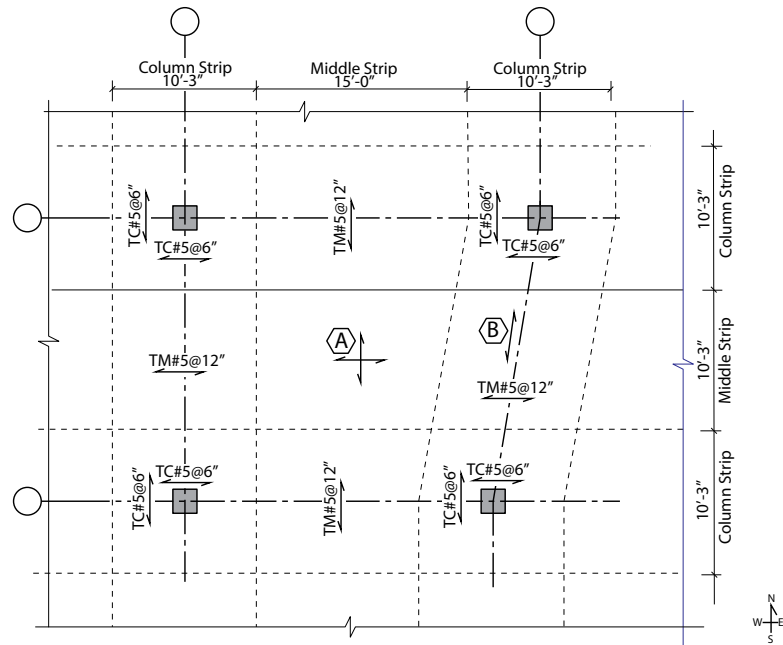 Column Strip
10'-3"
Middle Strip
15'-0"
Column Strip
10'-3"
TC#5@6"
TC#5@6"
TM#5@12"
TC#5@6"
TC#5@6"
10'-3"
Column Strip
TM#5@12"
A
B
TM#5@12"
10'-3"
Middle Strip
TC#5@6"
TC#5@6"
TM#5@12"
TC#5@6"
TC#5@6"
10'-3"
Column Strip
N
W E
S